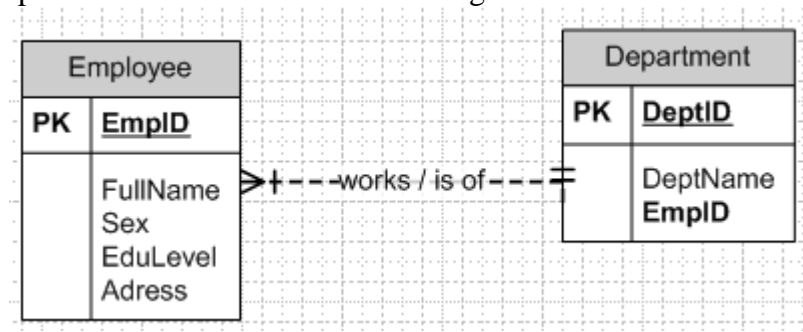 Employee
PK EmpID
FullName
Sex
EduLevel
Adress
works / is of
Department
PK DeptID
DeptName
EmpID